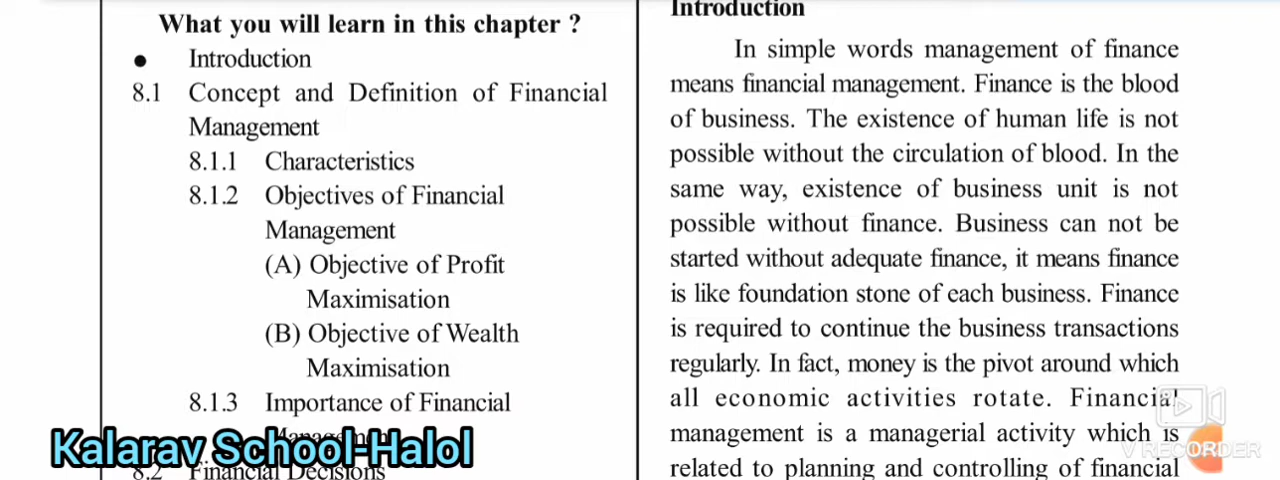 What you will learn in this chapter ?
● Introduction
8.1 Concept and Definition of Financial
Management
8.1.1 Characteristics
8.1.2 Objectives of Financial
Management
(A) Objective of Profit
Maximisation
(B) Objective of Wealth
Maximisation
8.1.3 Importance of Financial
Management
8.2 Financial Decisions
Kalarav School-Halol
Introduction
In simple words management of finance
means financial management. Finance is the blood
of business. The existence of human life is not
possible without the circulation of blood. In the
same way, existence of business unit is not
possible without finance. Business can not be
started without adequate finance, it means finance
is like foundation stone of each business. Finance
is required to continue the business transactions
regularly. In fact, money is the pivot around which
all economic activities rotate. Financial
management is a managerial activity which is
related to planning and controlling of financial
V RECORDER